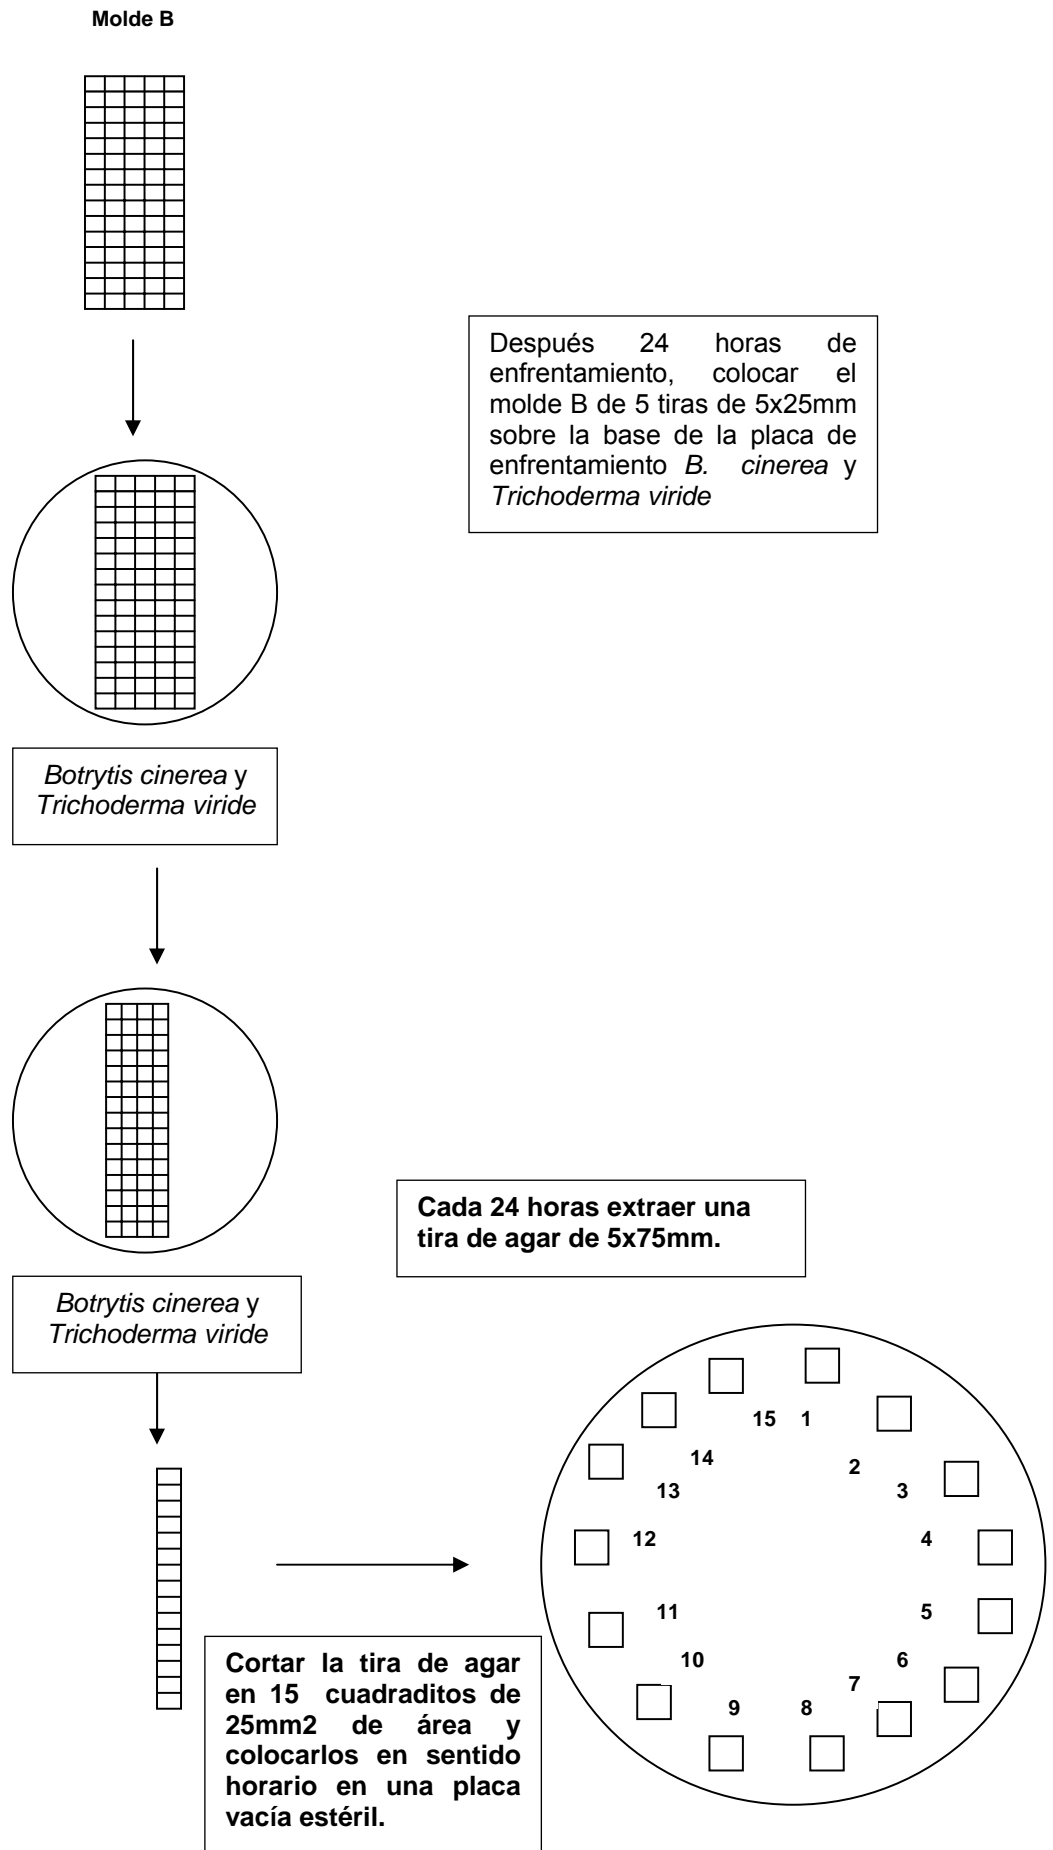 Molde B
Después 24 horas de
enfrentamiento, colocar el
molde B de 5 tiras de 5x25mm
sobre la base de la placa de
enfrentamiento B. cinerea y
Trichoderma viride
Botrytis cinerea y
Trichoderma viride
Cada 24 horas extraer una
tira de agar de 5x75mm.
Botrytis cinerea y
Trichoderma viride
15 1
14
2
13
3
12
4
11
5
10
6
7
9
8
Cortar la tira de agar
en 15 cuadraditos de
25mm2 de área y
colocarlos en sentido
horario en una placa
vacía estéril.